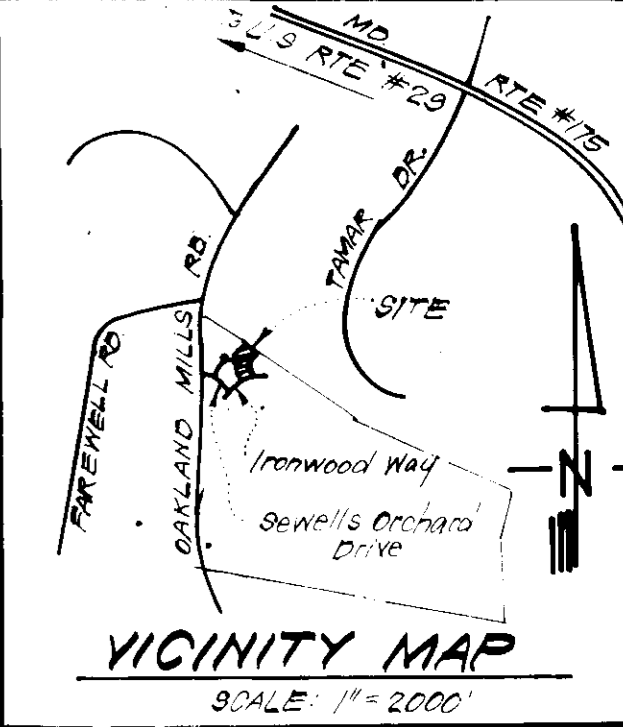 MD. RTE #175
U.S RTE #29
TAMAR DR.
OAKLAND MILLS RD.
FAREWELL RD.
SITE
Ironwood Way
Sewells Orchard
Drive
N
VICINITY MAP
SCALE: 1" = 2000'